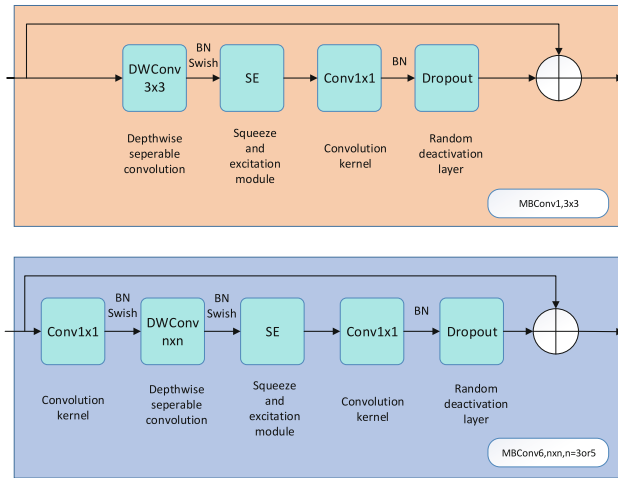 BN
Swish
BN
DWConv
3x3
SE
Conv1x1
Dropout
Depthwise
seperable
convolution
Squeeze
and
excitation
module
Convolution
kernel
Random
deactivation
layer
MBConv1,3x3
BN
Swish
BN
Swish
BN
Conv1x1
DWConv
nxn
SE
Conv1x1
Dropout
Convolution
kernel
Depthwise
seperable
convolution
Squeeze
and
excitation
module
Convolution
kernel
Random
deactivation
layer
MBConv6,nxn,n=3or5